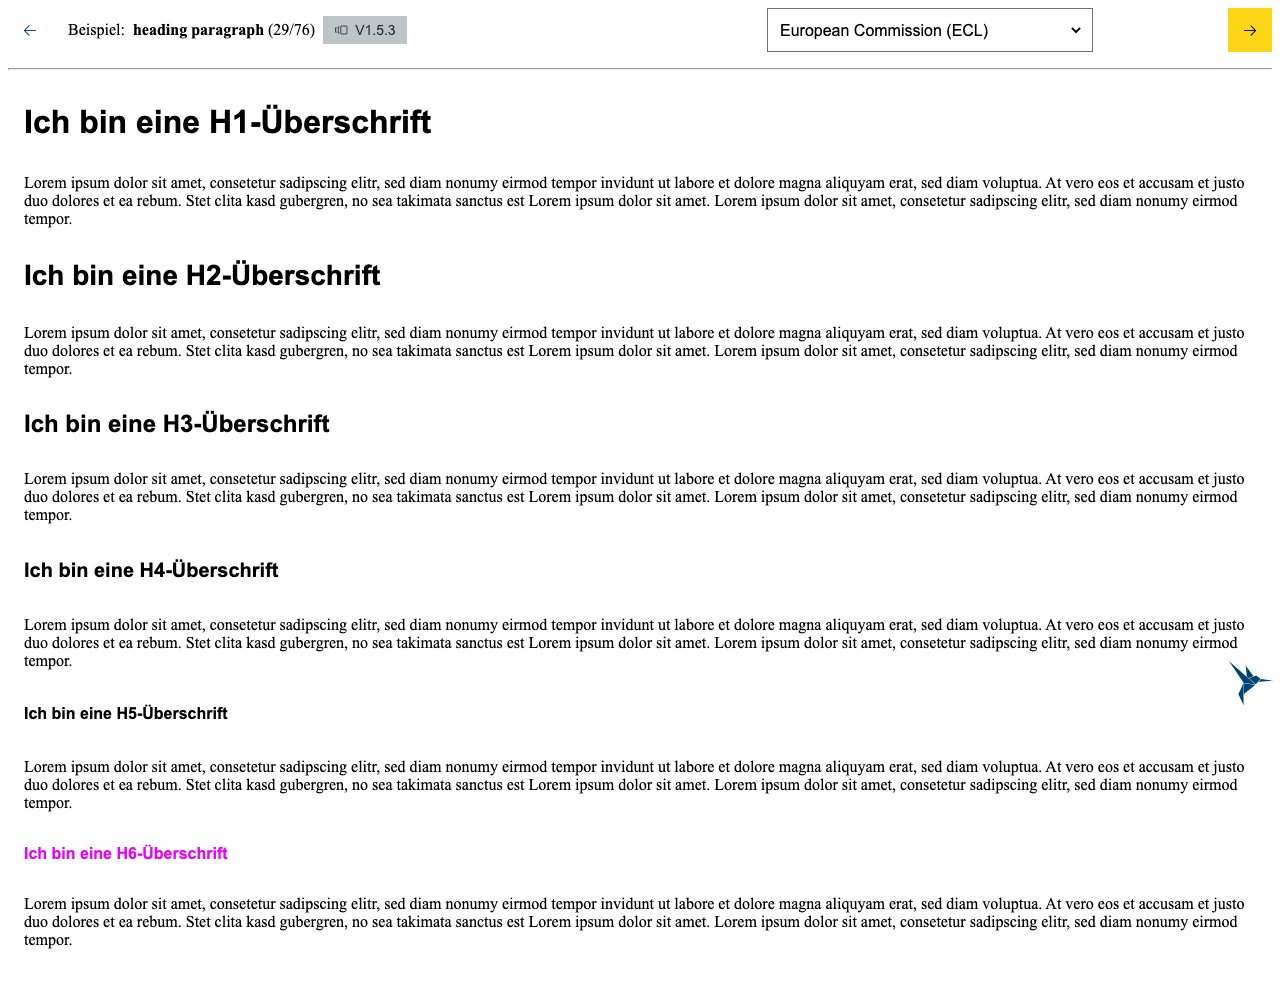 Beispiel: heading paragraph (29/76) V1.5.3 European Commission (ECL)
Ich bin eine H1-Überschrift
Lorem ipsum dolor sit amet, consetetur sadipscing elitr, sed diam nonumy eirmod tempor invidunt ut labore et dolore magna aliquyam erat, sed diam voluptua. At vero eos et accusam et justo
duo dolores et ea rebum. Stet clita kasd gubergren, no sea takimata sanctus est Lorem ipsum dolor sit amet. Lorem ipsum dolor sit amet, consetetur sadipscing elitr, sed diam nonumy eirmod
tempor.
Ich bin eine H2-Überschrift
Lorem ipsum dolor sit amet, consetetur sadipscing elitr, sed diam nonumy eirmod tempor invidunt ut labore et dolore magna aliquyam erat, sed diam voluptua. At vero eos et accusam et justo
duo dolores et ea rebum. Stet clita kasd gubergren, no sea takimata sanctus est Lorem ipsum dolor sit amet. Lorem ipsum dolor sit amet, consetetur sadipscing elitr, sed diam nonumy eirmod
tempor.
Ich bin eine H3-Überschrift
Lorem ipsum dolor sit amet, consetetur sadipscing elitr, sed diam nonumy eirmod tempor invidunt ut labore et dolore magna aliquyam erat, sed diam voluptua. At vero eos et accusam et justo
duo dolores et ea rebum. Stet clita kasd gubergren, no sea takimata sanctus est Lorem ipsum dolor sit amet. Lorem ipsum dolor sit amet, consetetur sadipscing elitr, sed diam nonumy eirmod
tempor.
Ich bin eine H4-Überschrift
Lorem ipsum dolor sit amet, consetetur sadipscing elitr, sed diam nonumy eirmod tempor invidunt ut labore et dolore magna aliquyam erat, sed diam voluptua. At vero eos et accusam et justo
duo dolores et ea rebum. Stet clita kasd gubergren, no sea takimata sanctus est Lorem ipsum dolor sit amet. Lorem ipsum dolor sit amet, consetetur sadipscing elitr, sed diam nonumy eirmod
tempor.
Ich bin eine H5-Überschrift
Lorem ipsum dolor sit amet, consetetur sadipscing elitr, sed diam nonumy eirmod tempor invidunt ut labore et dolore magna aliquyam erat, sed diam voluptua. At vero eos et accusam et justo
duo dolores et ea rebum. Stet clita kasd gubergren, no sea takimata sanctus est Lorem ipsum dolor sit amet. Lorem ipsum dolor sit amet, consetetur sadipscing elitr, sed diam nonumy eirmod
tempor.
Ich bin eine H6-Überschrift
Lorem ipsum dolor sit amet, consetetur sadipscing elitr, sed diam nonumy eirmod tempor invidunt ut labore et dolore magna aliquyam erat, sed diam voluptua. At vero eos et accusam et justo
duo dolores et ea rebum. Stet clita kasd gubergren, no sea takimata sanctus est Lorem ipsum dolor sit amet. Lorem ipsum dolor sit amet, consetetur sadipscing elitr, sed diam nonumy eirmod
tempor.